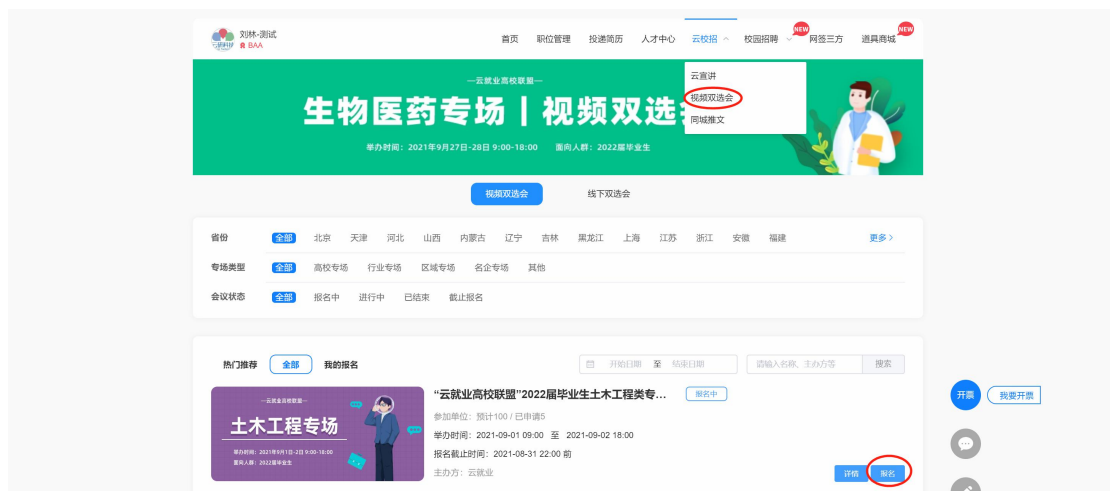 刘林-测试
BAA
首页 职位管理 投递简历 人才中心 云校招 校园招聘 NEW 网签三方 道具商城 NEW
云宣讲
视频双选会
同城推文
—云就业高校联盟—
生物医药专场｜视频双选
举办时间：2021年9月27日-28日 9:00-18:00 面向人群：2022届毕业生
视频双选会 线下双选会
省份 全部 北京 天津 河北 山西 内蒙古 辽宁 吉林 黑龙江 上海 江苏 浙江 安徽 福建 更多
专场类型 全部 高校专场 行业专场 区域专场 名企专场 其他
会议状态 全部 报名中 进行中 已结束 截止报名
热门推荐 全部 我的报名 开始日期 至 结束日期 请输入名称、主办方等 搜索
—云就业高校联盟—
土木工程专场
举办时间：2021年9月1日-2日 9:00-18:00
面向人群：2022届毕业生
“云就业高校联盟”2022届毕业生土木工程类专... 报名中
参加单位：预计100 / 已申请5
举办时间：2021-09-01 09:00 至 2021-09-02 18:00
报名截止时间：2021-08-31 22:00 前
主办方：云就业
详情 报名
开票 我要开票